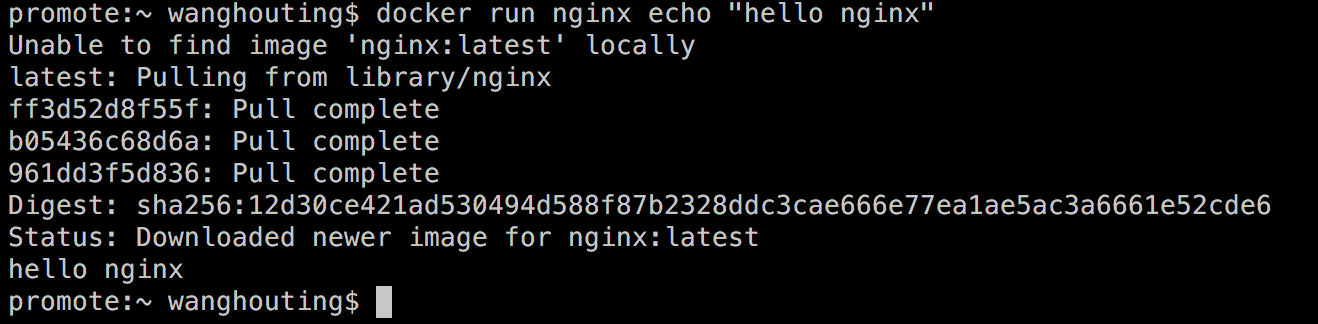 promote:~ wanghouting$ docker run nginx echo "hello nginx"
Unable to find image 'nginx:latest' locally
latest: Pulling from library/nginx
ff3d52d8f55f: Pull complete
b05436c68d6a: Pull complete
961dd3f5d836: Pull complete
Digest: sha256:12d30ce421ad530494d588f87b2328ddc3cae666e77ea1ae5ac3a6661e52cde6
Status: Downloaded newer image for nginx:latest
hello nginx
promote:~ wanghouting$